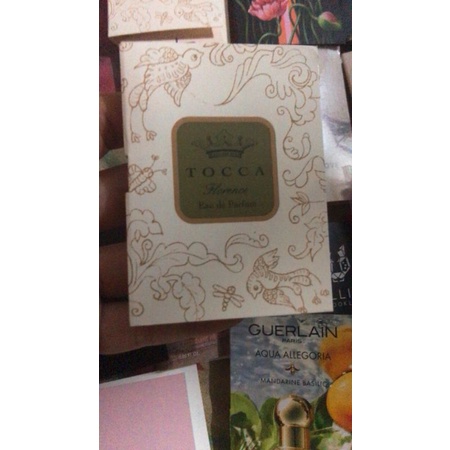 TOCCA
Florence
Eau de Parfum
GUERLAIN
PARIS
AQUA ALLEGORIA
MANDARINE BASILIC